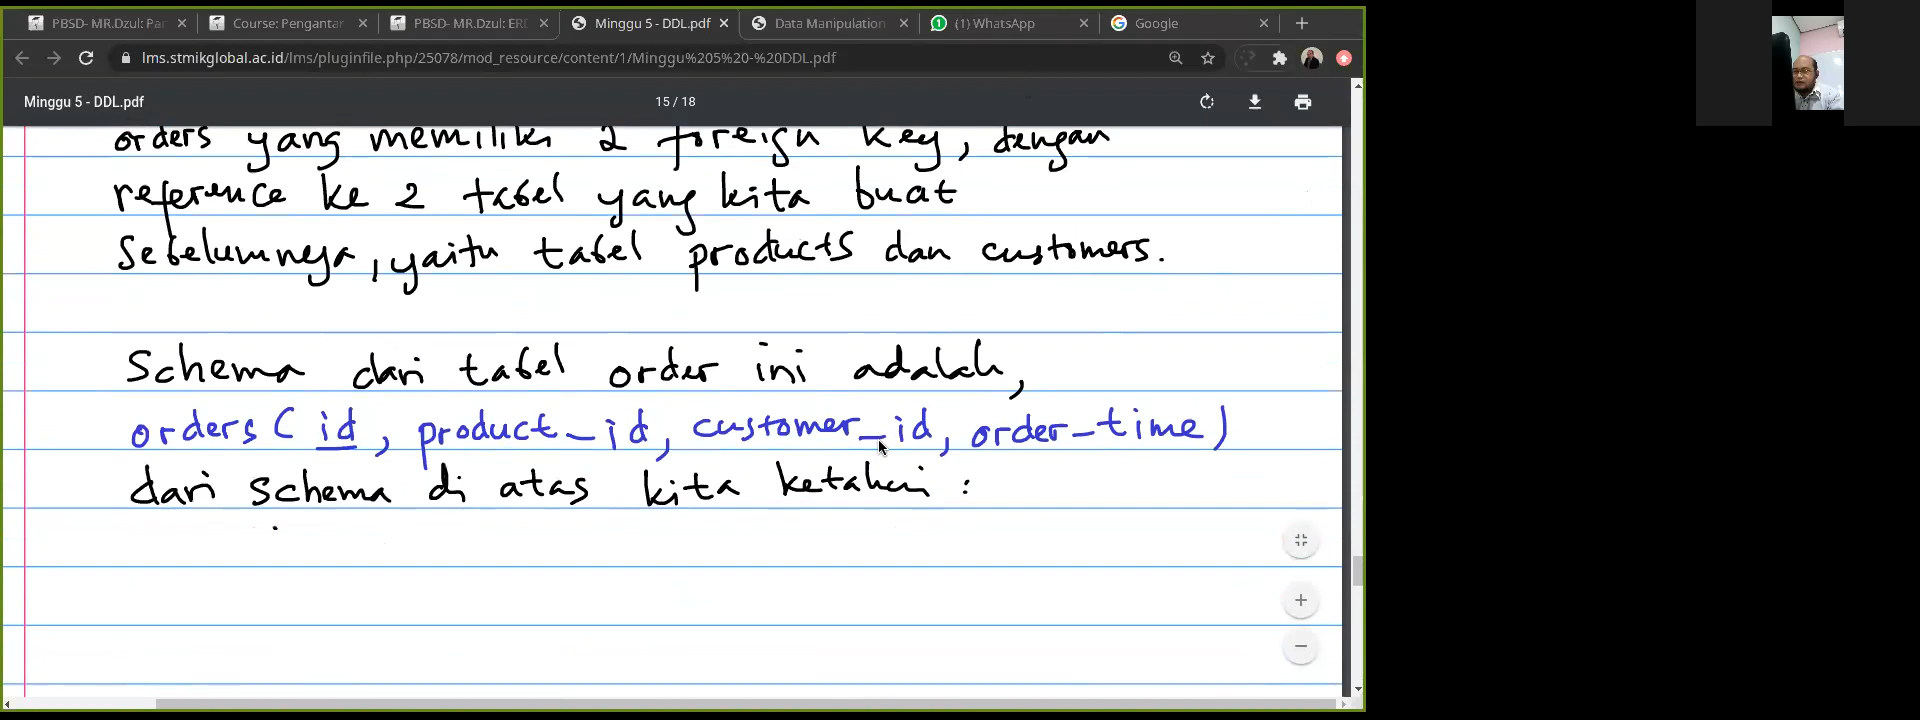 PBSD- MR.Dzul: Pa
Course: Pengantar
PBSD- MR.Dzul: ERD
Minggu 5 - DDL.pdf
Data Manipulation
(1) WhatsApp
Google
lms.stmikglobal.ac.id/lms/pluginfile.php/25078/mod_resource/content/1/Minggu%205%20-%20DDL.pdf
Minggu 5 - DDL.pdf
15 / 18
orders yang memiliki 2 foreign key, dengan
reference ke 2 tabel yang kita buat
Sebelumnya, yaitu tabel products dan customers.
Schema dari tabel order ini adalah,
orders ( id, product_id, customer_id, order_time)
dari schema di atas kita ketahui :